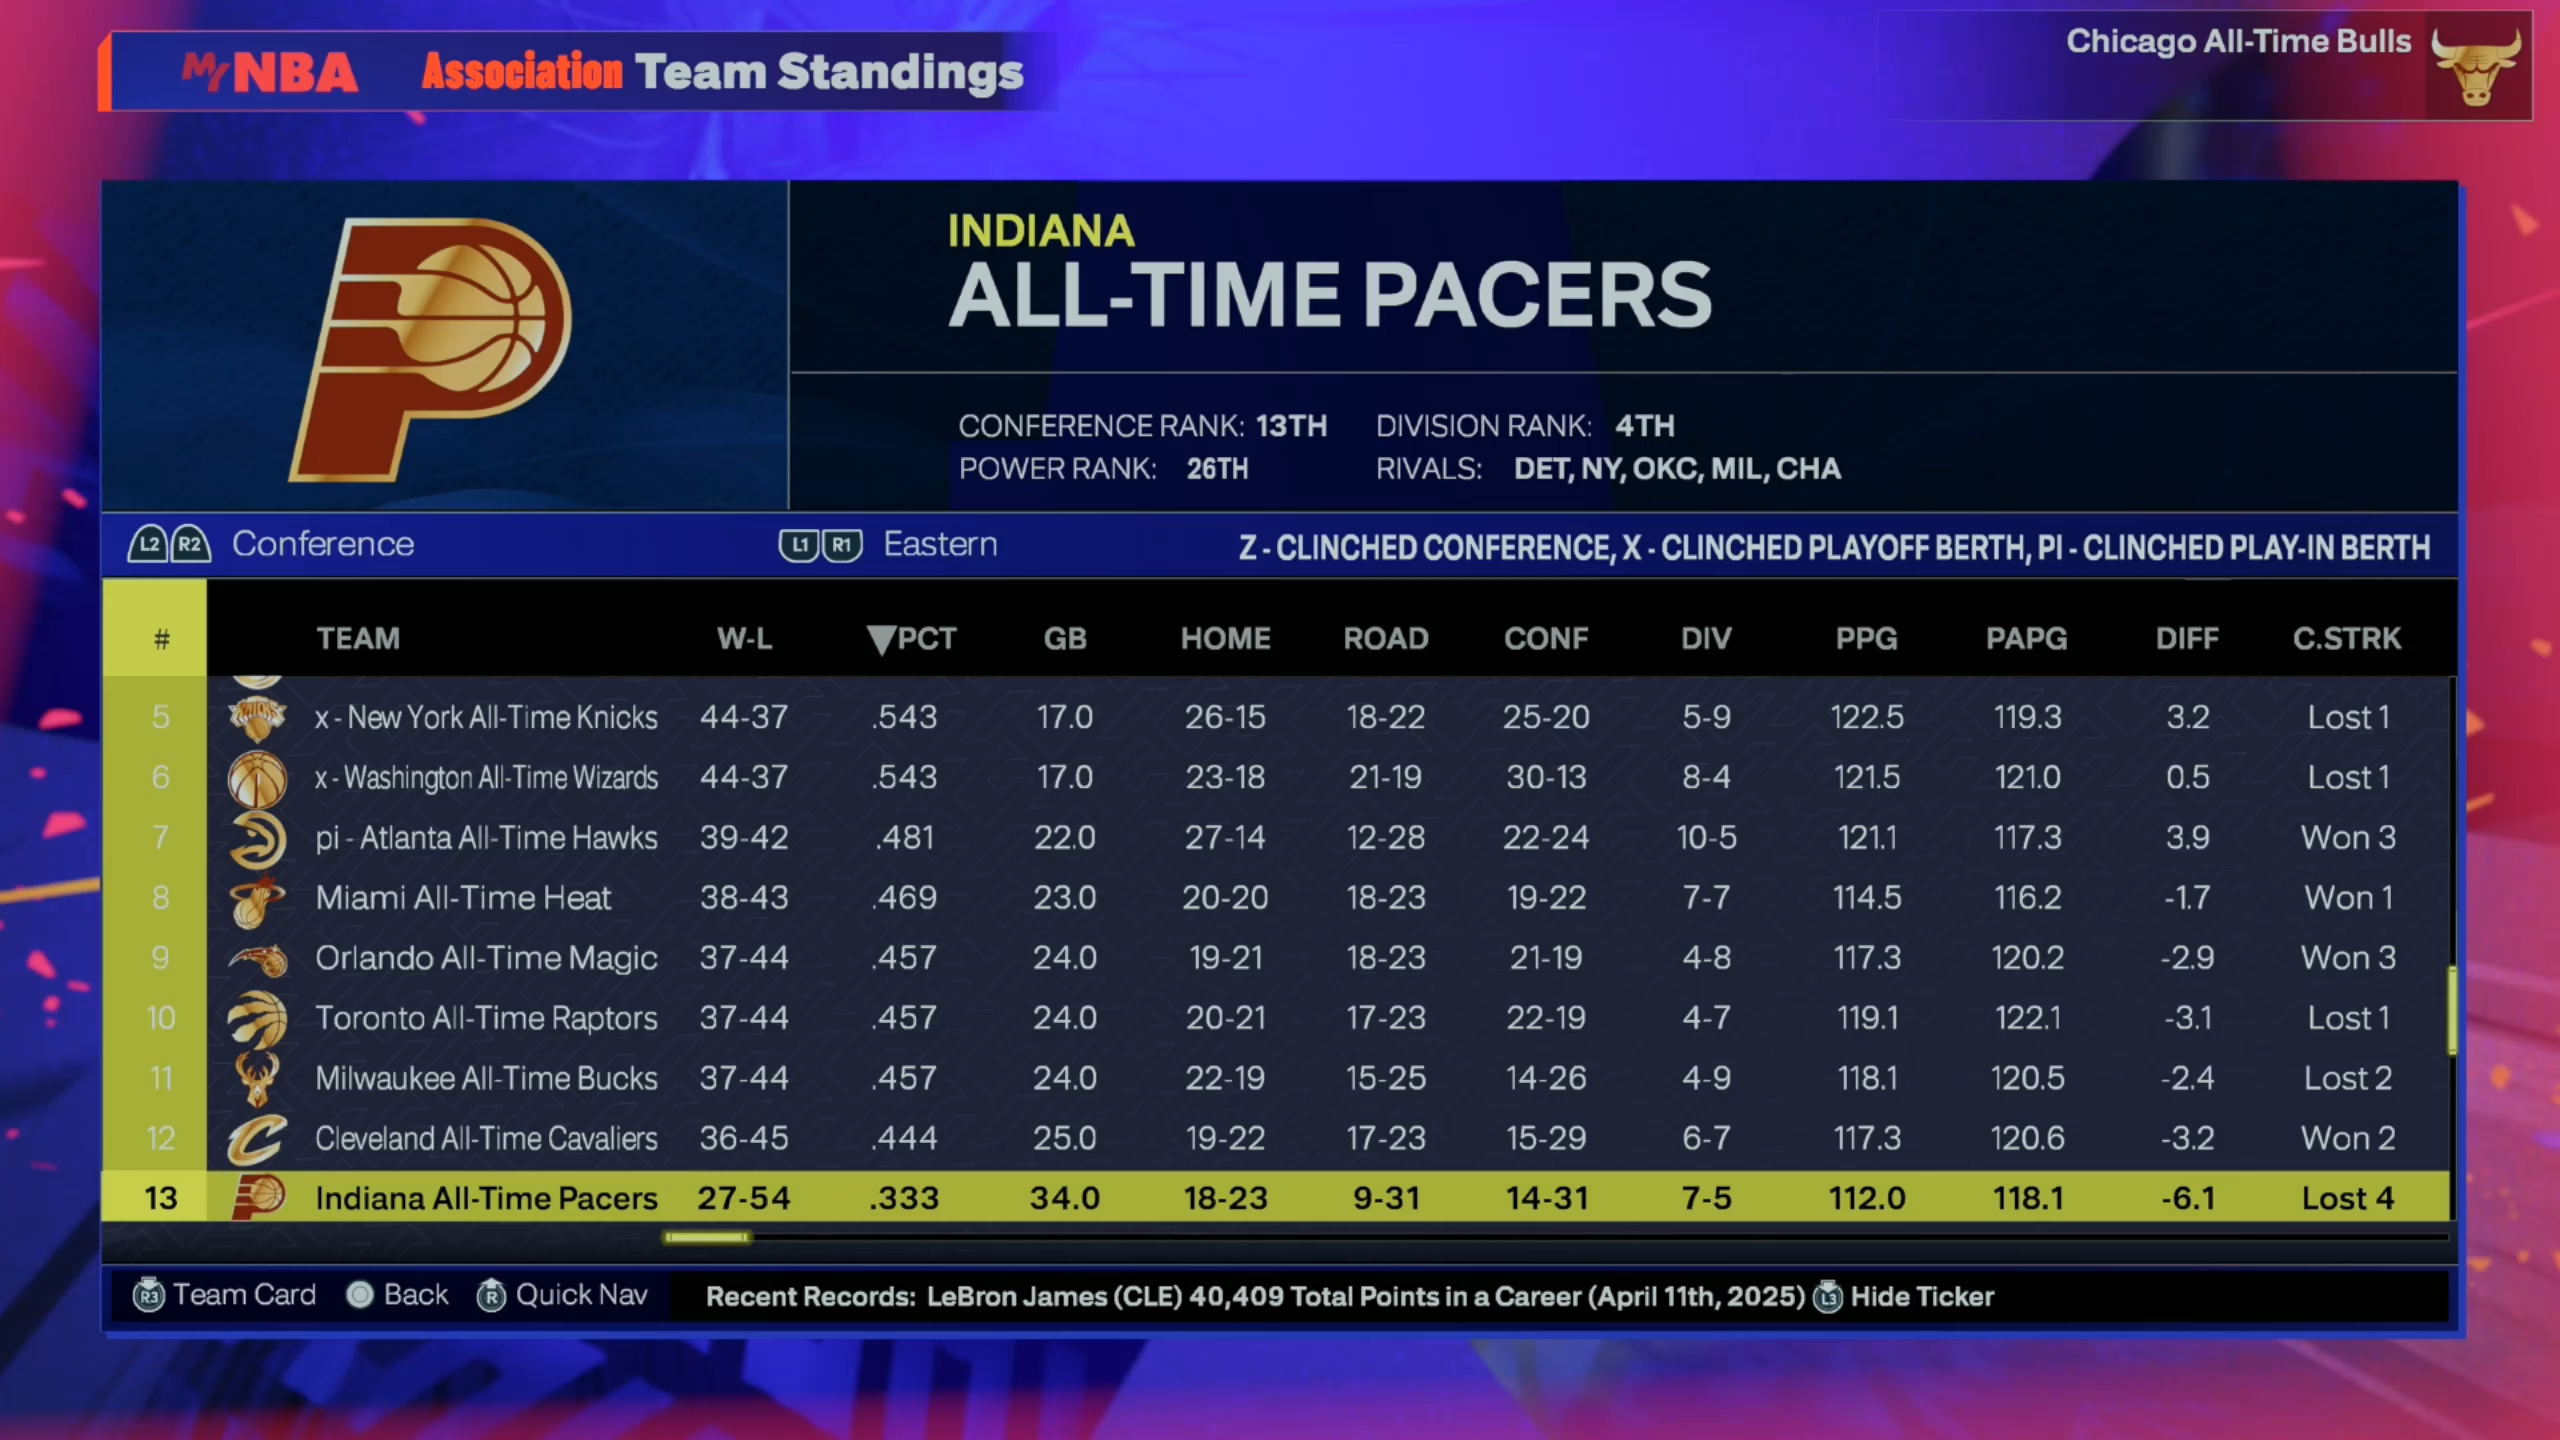 MyNBA Association Team Standings
Chicago All-Time Bulls
INDIANA
ALL-TIME PACERS
CONFERENCE RANK: 13TH DIVISION RANK: 4TH
POWER RANK: 26TH RIVALS: DET, NY, OKC, MIL, CHA
L2 R2 Conference L1 R1 Eastern Z - CLINCHED CONFERENCE, X - CLINCHED PLAYOFF BERTH, PI - CLINCHED PLAY-IN BERTH
# TEAM W-L ▼PCT GB HOME ROAD CONF DIV PPG PAPG DIFF C.STRK
5 x - New York All-Time Knicks 44-37 .543 17.0 26-15 18-22 25-20 5-9 122.5 119.3 3.2 Lost 1
6 x - Washington All-Time Wizards 44-37 .543 17.0 23-18 21-19 30-13 8-4 121.5 121.0 0.5 Lost 1
7 pi - Atlanta All-Time Hawks 39-42 .481 22.0 27-14 12-28 22-24 10-5 121.1 117.3 3.9 Won 3
8 Miami All-Time Heat 38-43 .469 23.0 20-20 18-23 19-22 7-7 114.5 116.2 -1.7 Won 1
9 Orlando All-Time Magic 37-44 .457 24.0 19-21 18-23 21-19 4-8 117.3 120.2 -2.9 Won 3
10 Toronto All-Time Raptors 37-44 .457 24.0 20-21 17-23 22-19 4-7 119.1 122.1 -3.1 Lost 1
11 Milwaukee All-Time Bucks 37-44 .457 24.0 22-19 15-25 14-26 4-9 118.1 120.5 -2.4 Lost 2
12 Cleveland All-Time Cavaliers 36-45 .444 25.0 19-22 17-23 15-29 6-7 117.3 120.6 -3.2 Won 2
13 Indiana All-Time Pacers 27-54 .333 34.0 18-23 9-31 14-31 7-5 112.0 118.1 -6.1 Lost 4
R3 Team Card Back R Quick Nav Recent Records: LeBron James (CLE) 40,409 Total Points in a Career (April 11th, 2025) L3 Hide Ticker